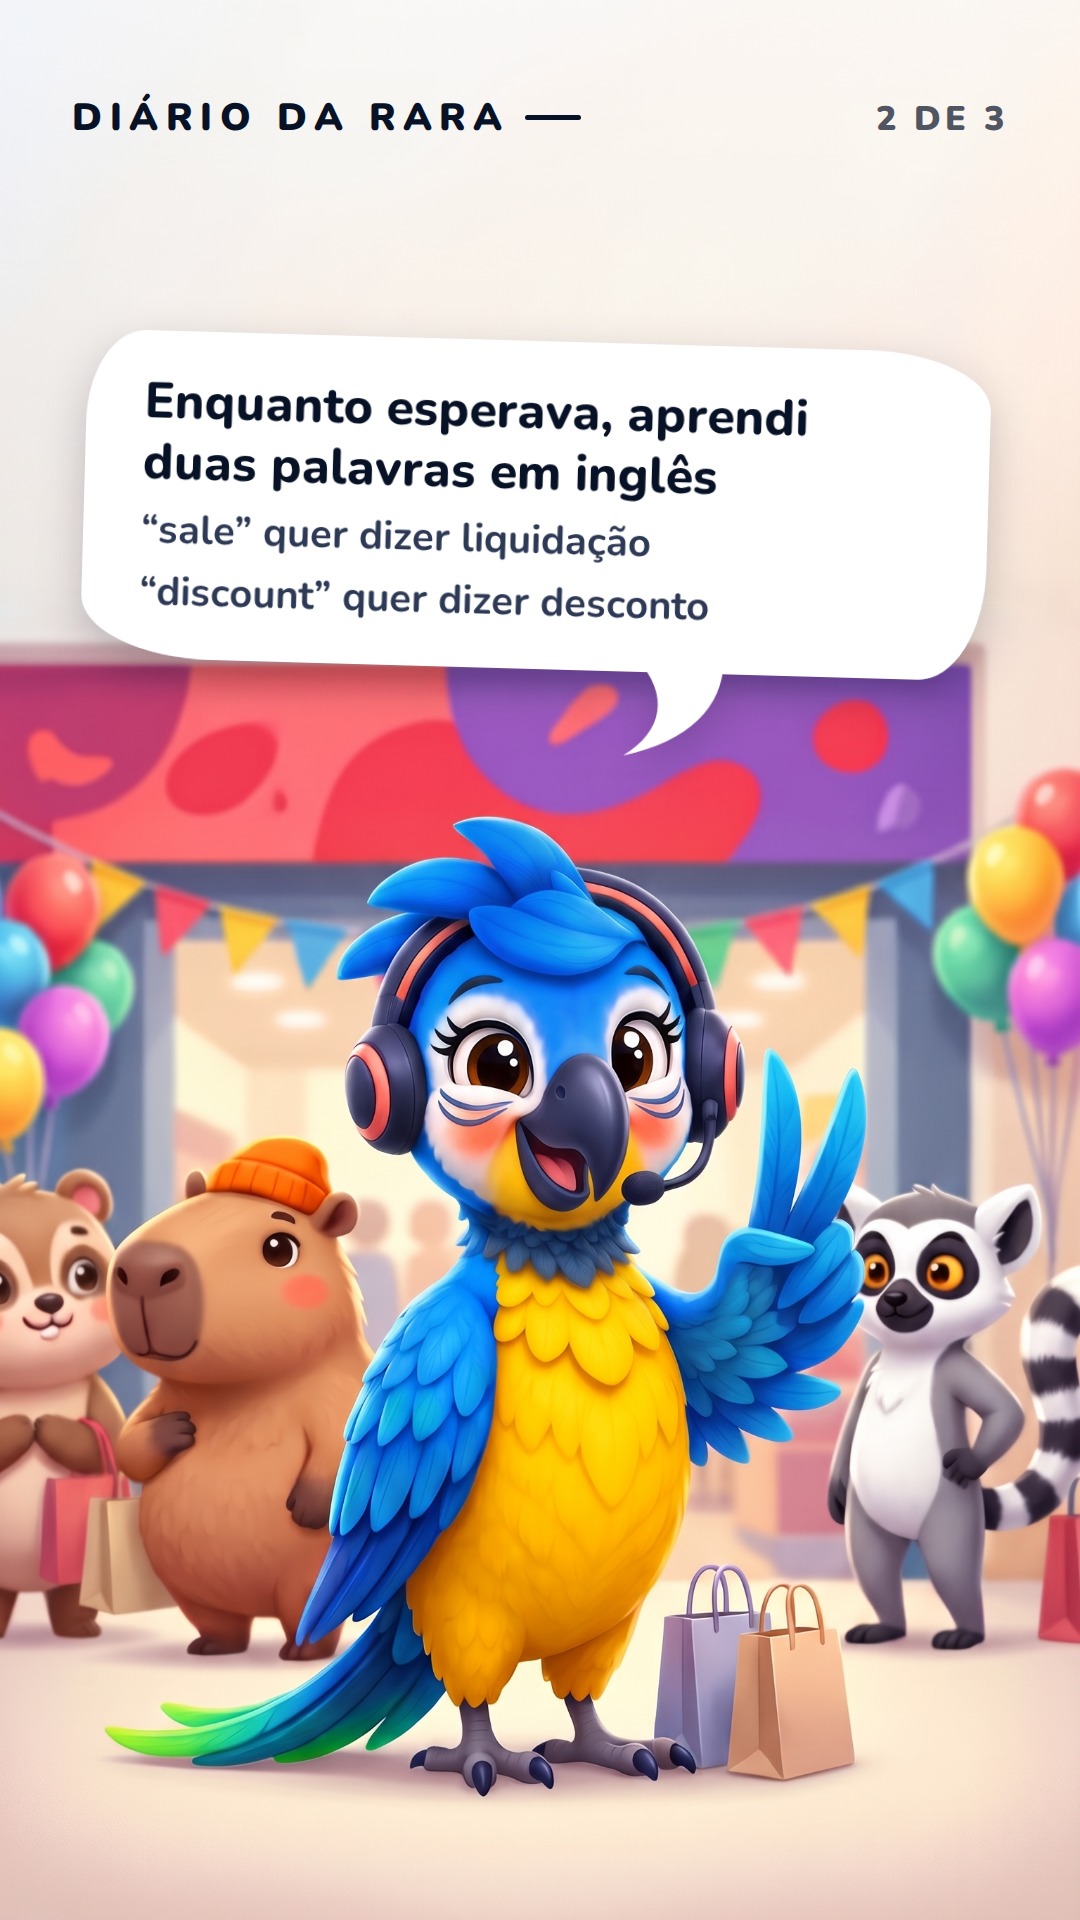 DIÁRIO DA RARA —
2 DE 3
Enquanto esperava, aprendi
duas palavras em inglês
“sale” quer dizer liquidação
“discount” quer dizer desconto